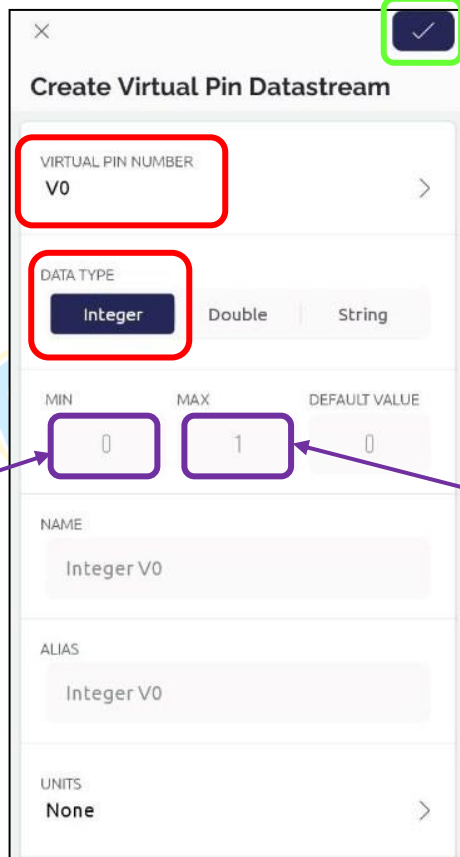 Create Virtual Pin Datastream
VIRTUAL PIN NUMBER
V0
DATA TYPE
Integer Double String
MIN MAX DEFAULT VALUE
0 1 0
NAME
Integer V0
ALIAS
Integer V0
UNITS
None